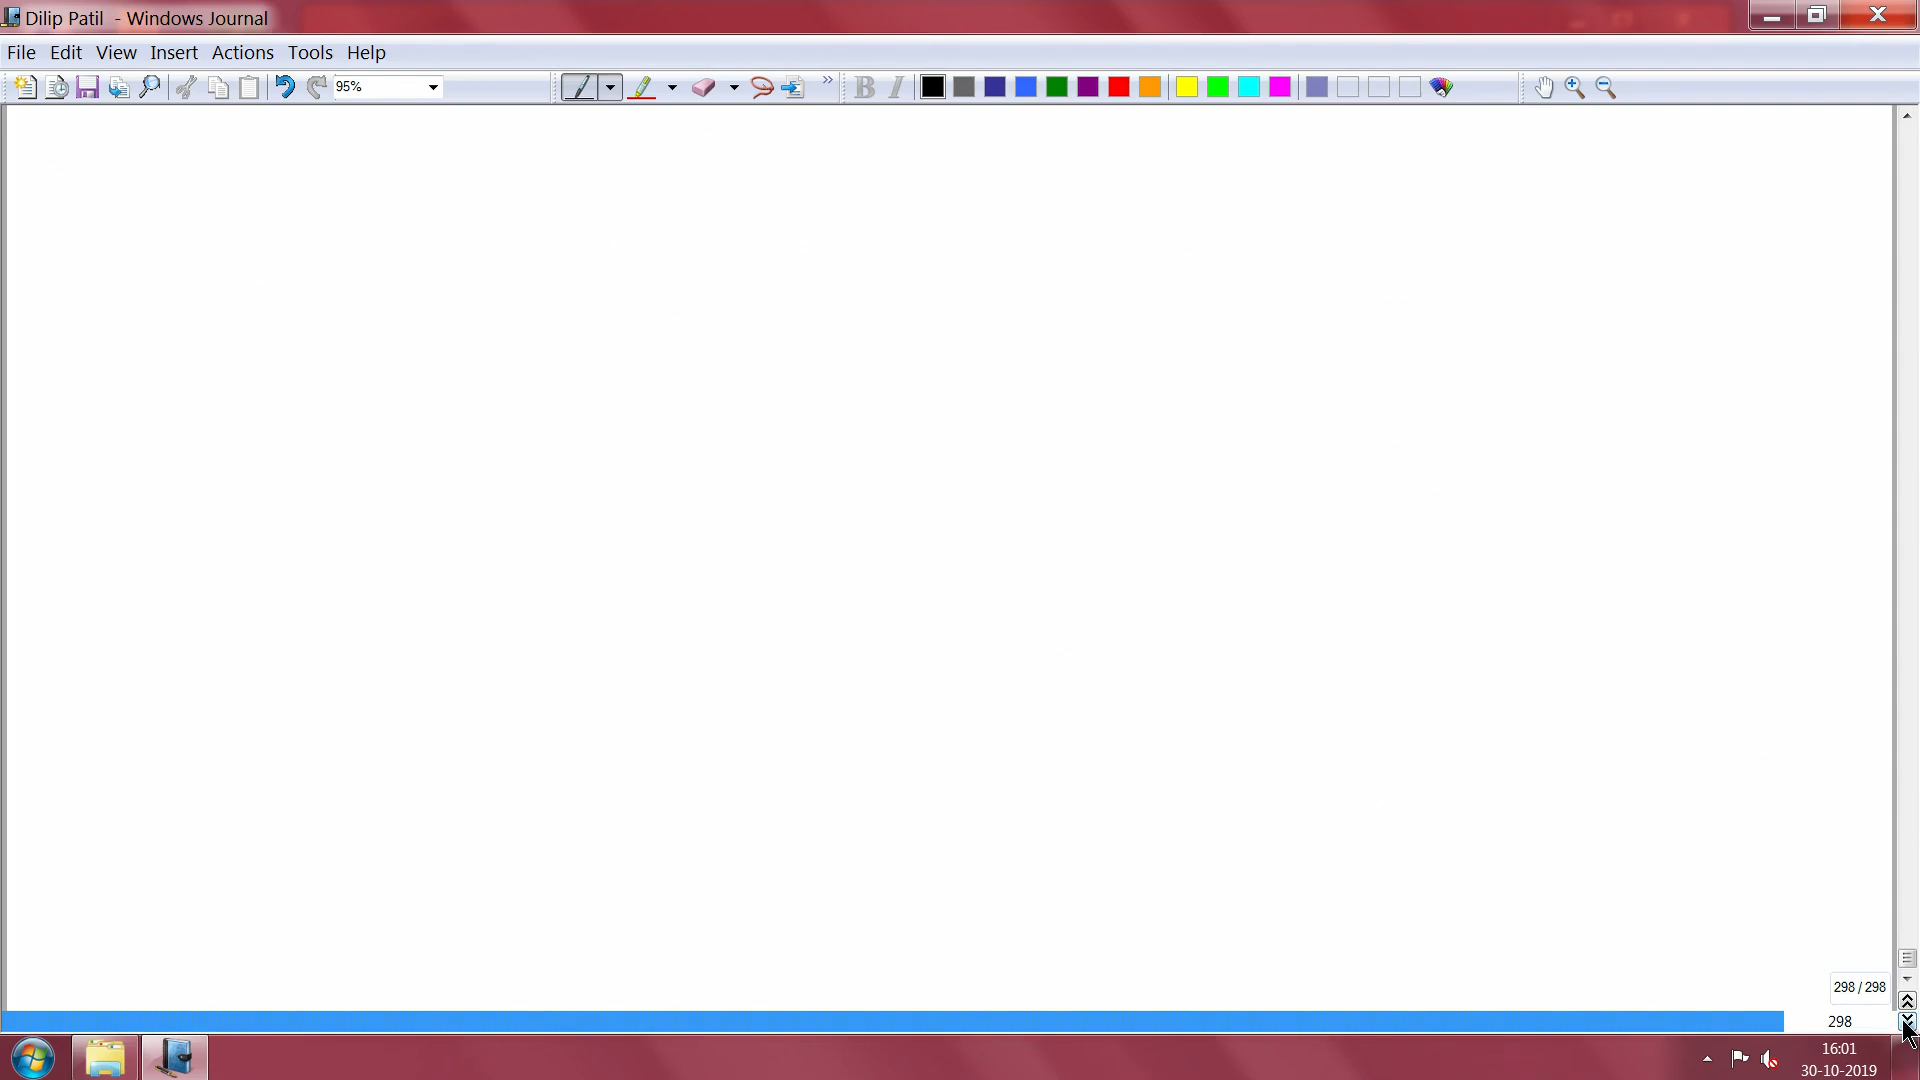 Dilip Patil - Windows Journal
File Edit View Insert Actions Tools Help
95%
B I
298 / 298
298
16:01
30-10-2019